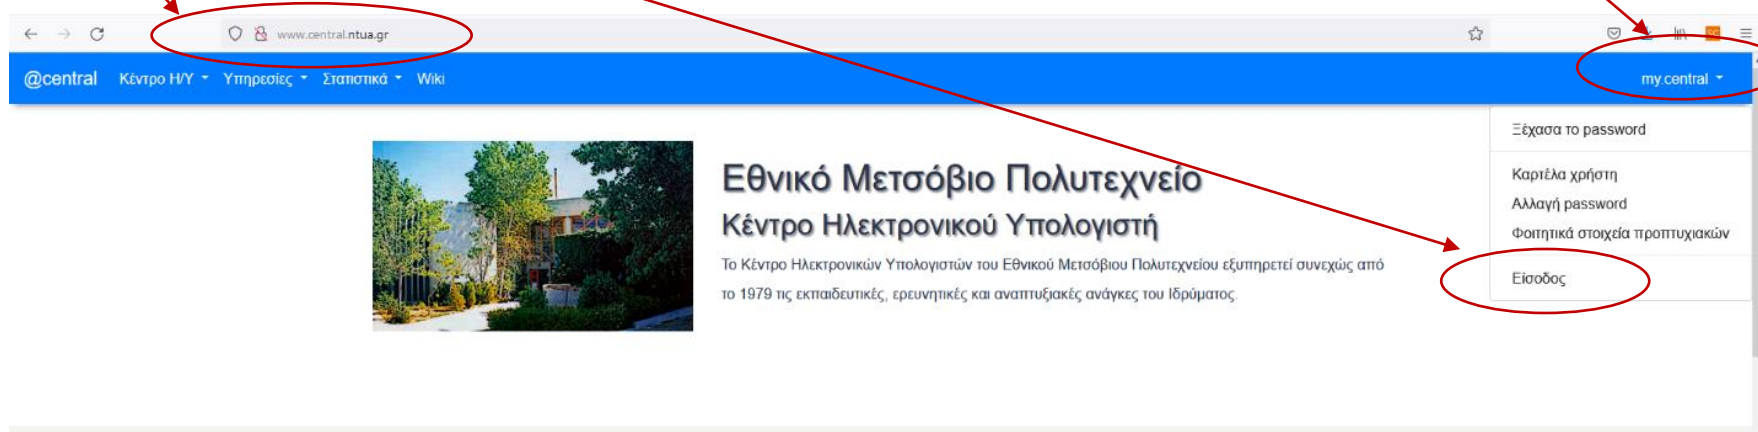 www.central.ntua.gr
@central Κέντρο Η/Υ Υπηρεσίες Στατιστικά Wiki my.central
Ξέχασα το password
Καρτέλα χρήστη
Αλλαγή password
Φοιτητικά στοιχεία προπτυχιακών
Είσοδος
Εθνικό Μετσόβιο Πολυτεχνείο
Κέντρο Ηλεκτρονικού Υπολογιστή
Το Κέντρο Ηλεκτρονικών Υπολογιστών του Εθνικού Μετσόβιου Πολυτεχνείου εξυπηρετεί συνεχώς από
το 1979 τις εκπαιδευτικές, ερευνητικές και αναπτυξιακές ανάγκες του Ιδρύματος.